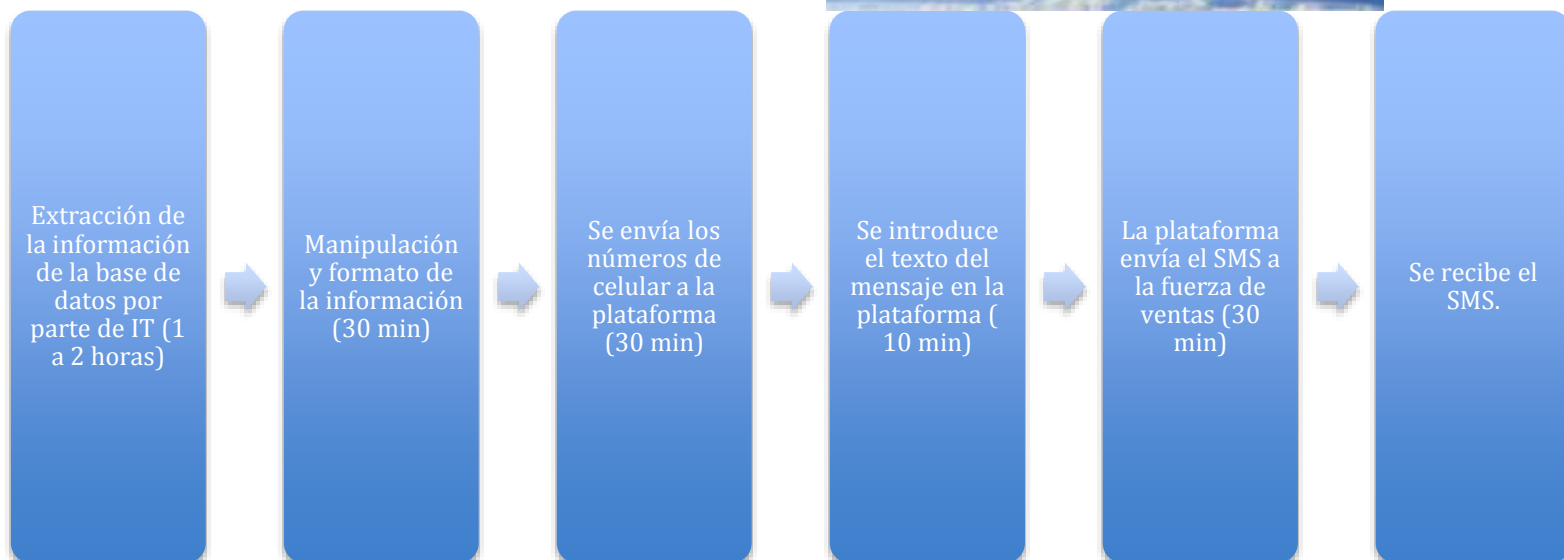 Extracción de
la información
de la base de
datos por
parte de IT (1
a 2 horas)
Manipulación
y formato de
la información
(30 min)
Se envía los
números de
celular a la
plataforma
(30 min)
Se introduce
el texto del
mensaje en la
plataforma (
10 min)
La plataforma
envía el SMS a
la fuerza de
ventas (30
min)
Se recibe el
SMS.